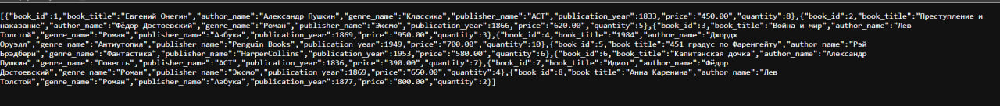 [{"book_id":1,"book_title":"Евгений Онегин","author_name":"Александр Пушкин","genre_name":"Классика","publisher_name":"АСТ","publication_year":1833,"price":"450.00","quantity":8},{"book_id":2,"book_title":"Преступление и
наказание","author_name":"Фёдор Достоевский","genre_name":"Роман","publisher_name":"Эксмо","publication_year":1866,"price":"620.00","quantity":5},{"book_id":3,"book_title":"Война и мир","author_name":"Лев
Толстой","genre_name":"Роман","publisher_name":"Азбука","publication_year":1869,"price":"950.00","quantity":3},{"book_id":4,"book_title":"1984","author_name":"Джордж
Оруэлл","genre_name":"Антиутопия","publisher_name":"Penguin Books","publication_year":1949,"price":"700.00","quantity":10},{"book_id":5,"book_title":"451 градус по Фаренгейту","author_name":"Рэй
Брэдбери","genre_name":"Фантастика","publisher_name":"HarperCollins","publication_year":1953,"price":"580.00","quantity":6},{"book_id":6,"book_title":"Капитанская дочка","author_name":"Александр
Пушкин","genre_name":"Повесть","publisher_name":"АСТ","publication_year":1836,"price":"390.00","quantity":7},{"book_id":7,"book_title":"Идиот","author_name":"Фёдор
Достоевский","genre_name":"Роман","publisher_name":"Эксмо","publication_year":1869,"price":"650.00","quantity":4},{"book_id":8,"book_title":"Анна Каренина","author_name":"Лев
Толстой","genre_name":"Роман","publisher_name":"Азбука","publication_year":1877,"price":"800.00","quantity":2}]